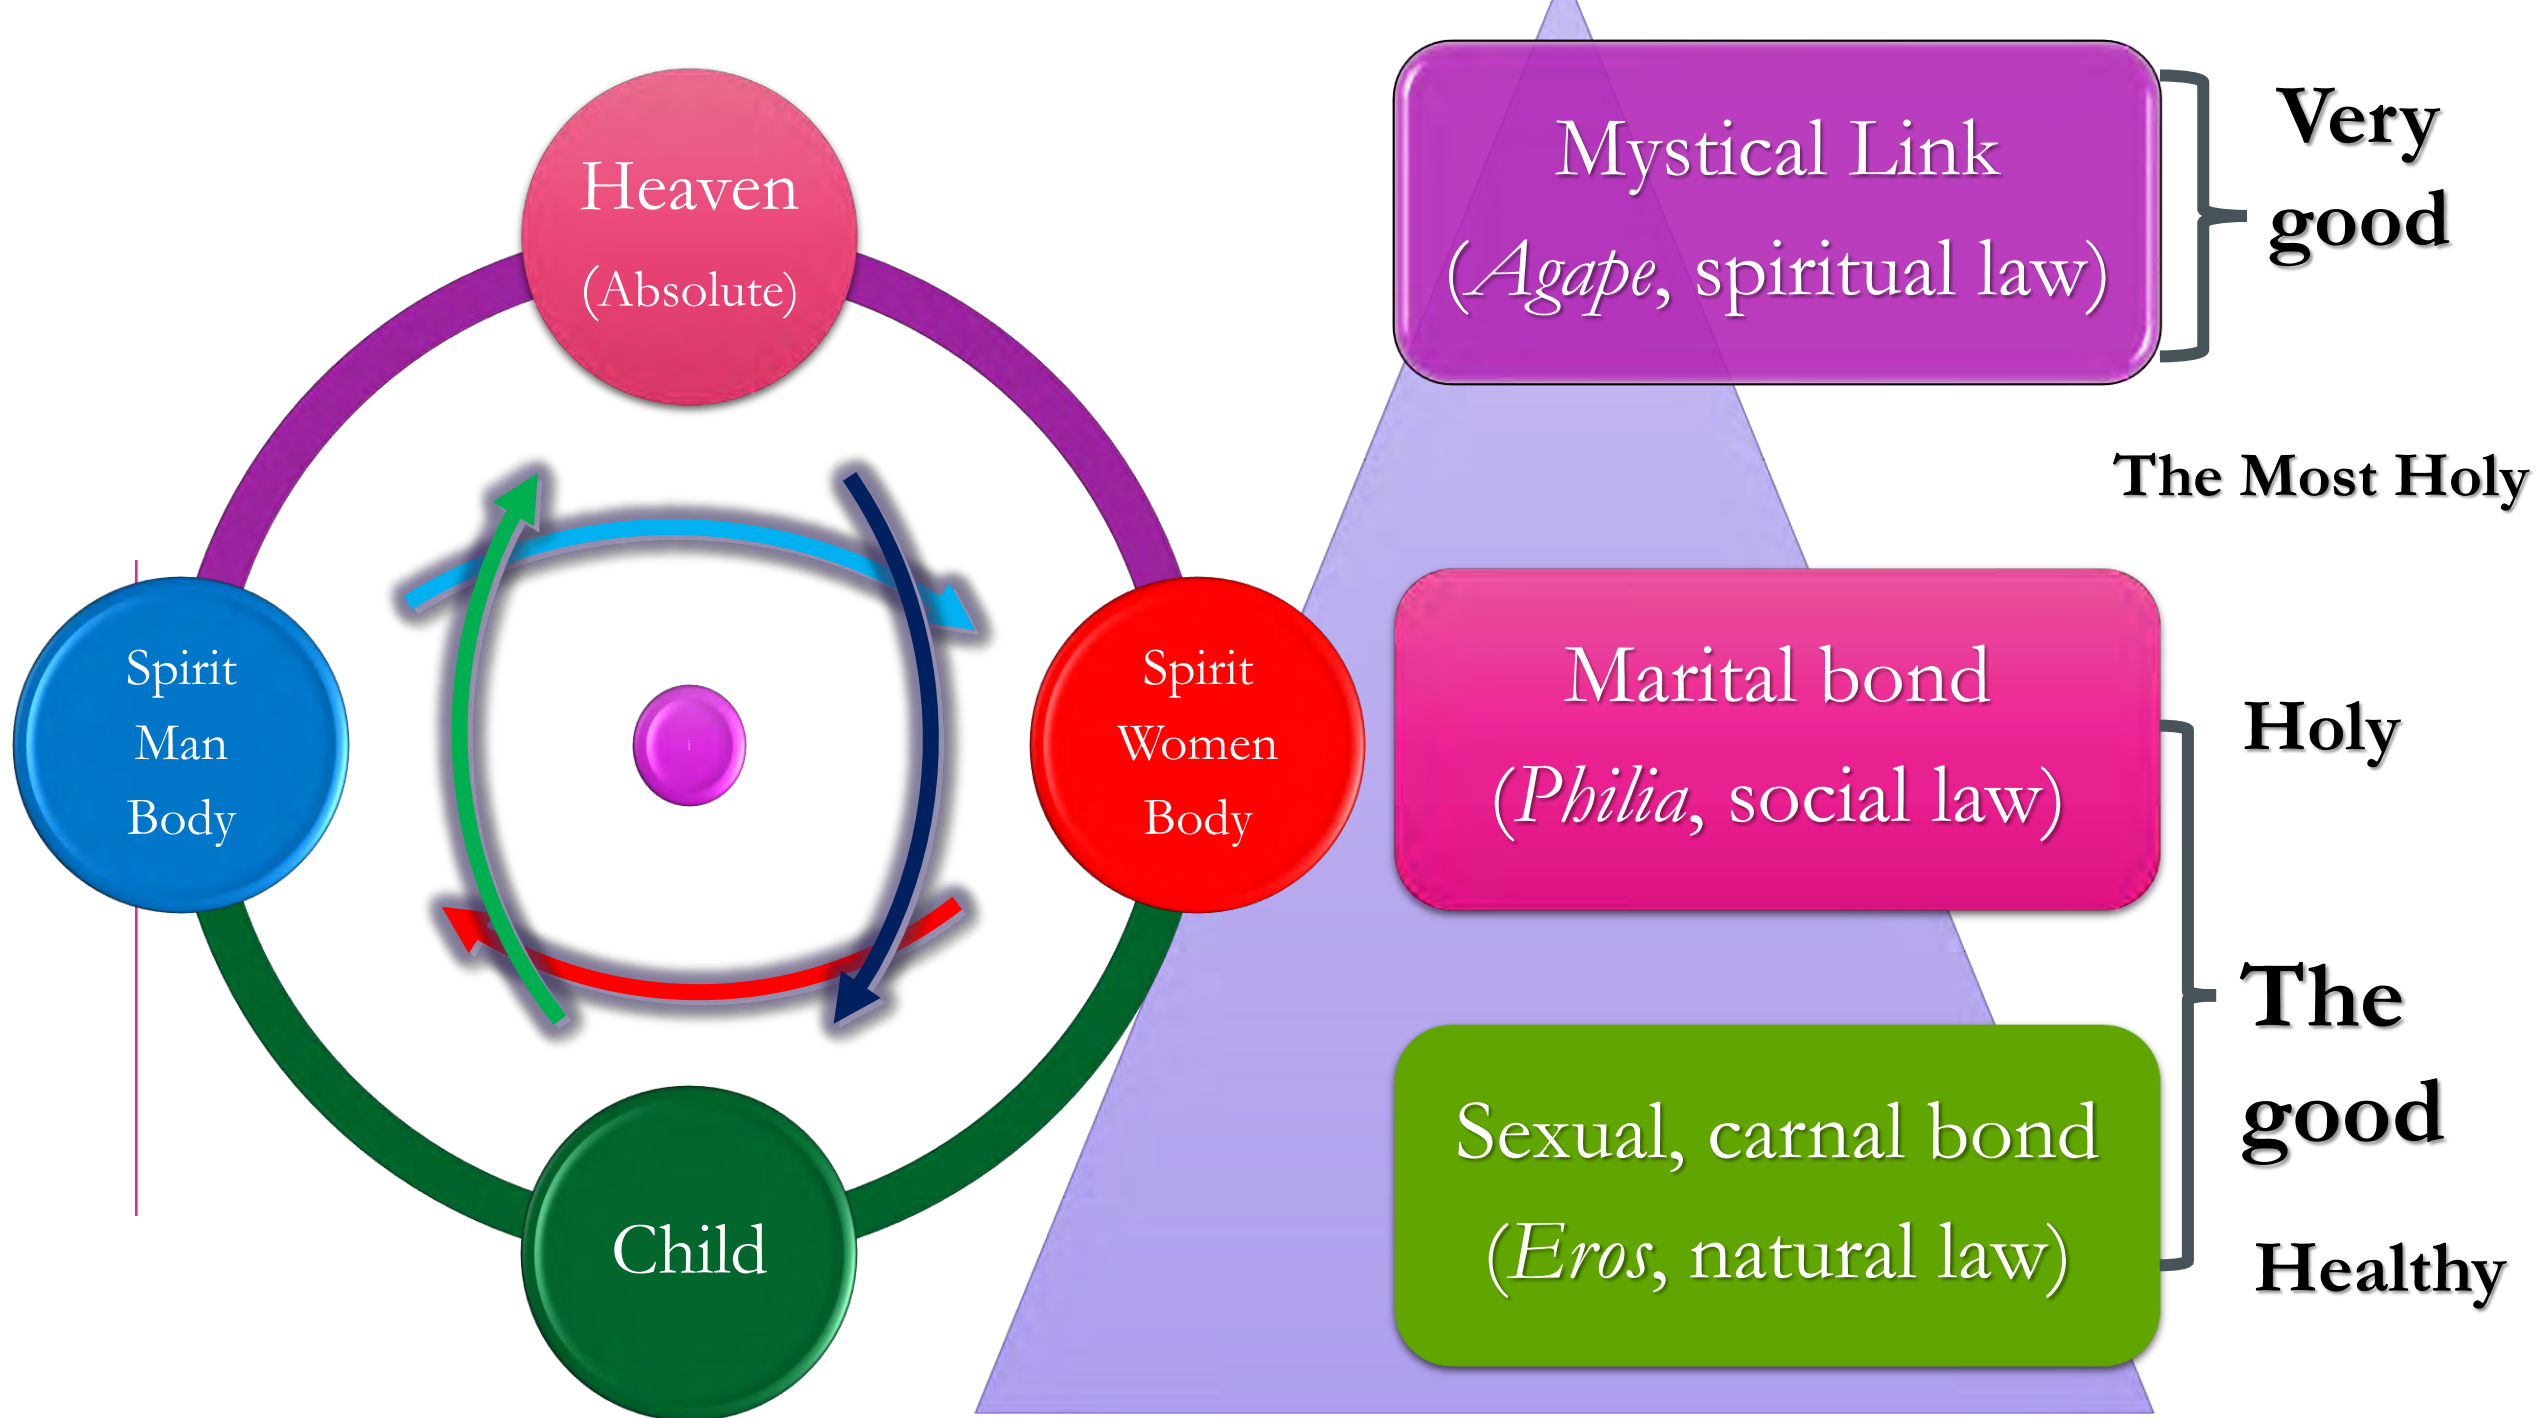 Heaven
(Absolute)
Spirit
Man
Body
i
Spirit
Women
Body
Child
Mystical Link
(Agape, spiritual law)
Very
good
The Most Holy
Marital bond
(Philia, social law)
Holy
The
good
Sexual, carnal bond
(Eros, natural law)
Healthy